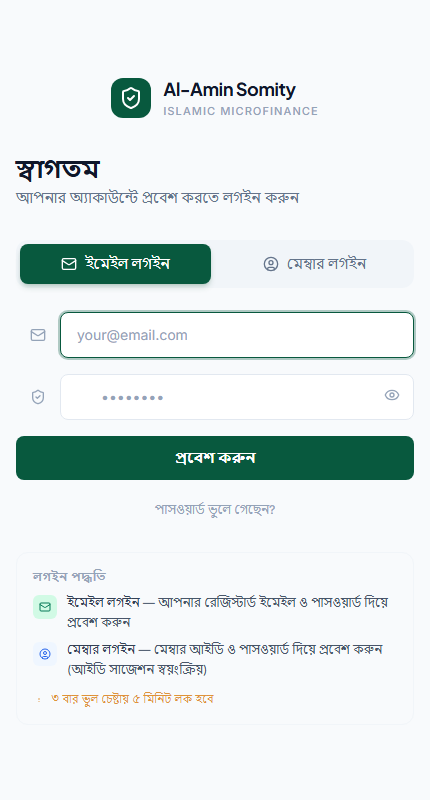 Al-Amin Somity
ISLAMIC MICROFINANCE
স্বাগতম
আপনার অ্যাকাউন্টে প্রবেশ করতে লগইন করুন
ইমেইল লগইন
মেম্বার লগইন
your@email.com
••••••••
প্রবেশ করুন
পাসওয়ার্ড ভুলে গেছেন?
লগইন পদ্ধতি
ইমেইল লগইন — আপনার রেজিস্টার্ড ইমেইল ও পাসওয়ার্ড দিয়ে
প্রবেশ করুন
মেম্বার লগইন — মেম্বার আইডি ও পাসওয়ার্ড দিয়ে প্রবেশ করুন
(আইডি সাজেশন স্বয়ংক্রিয়)
৩ বার ভুল চেষ্টায় ৫ মিনিট লক হবে